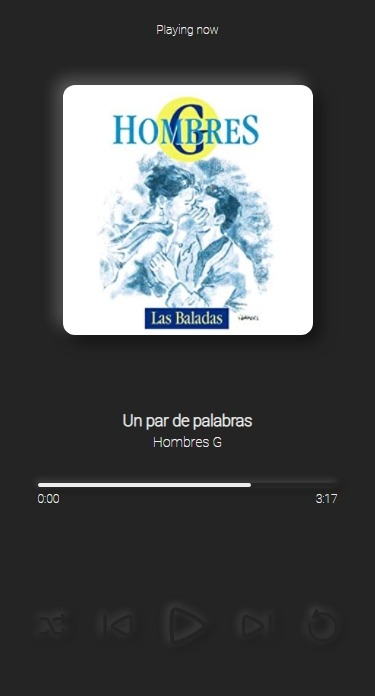 Playing now
HOMBRES G
Las Baladas
Un par de palabras
Hombres G
0:00
3:17